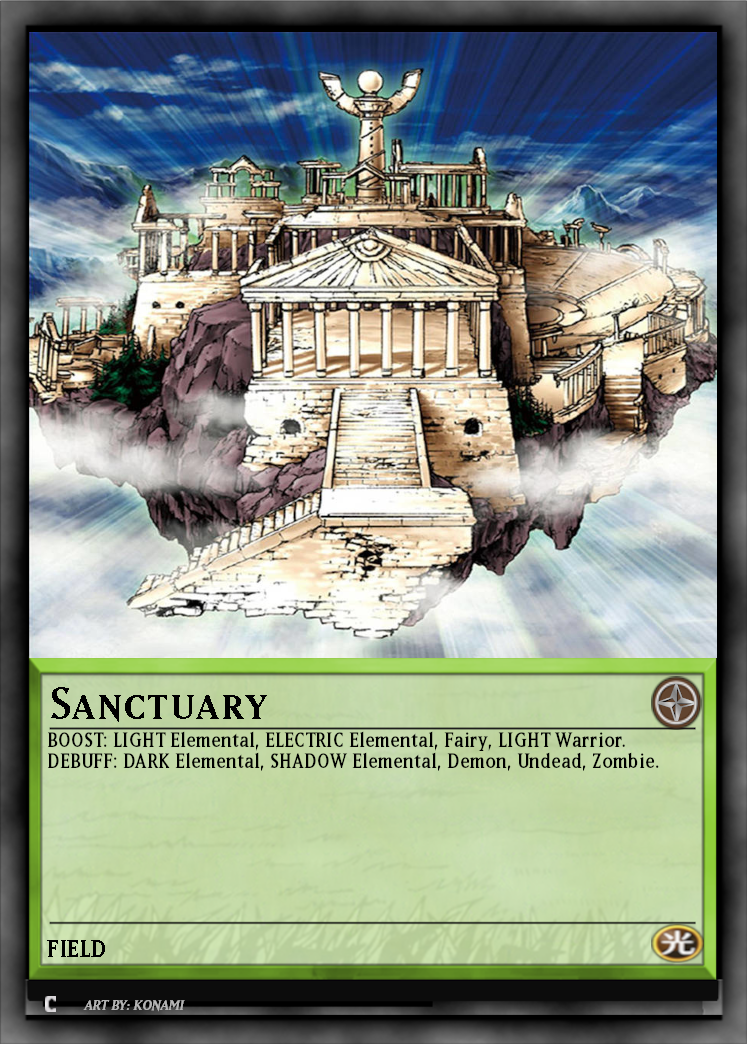 Sanctuary
BOOST: LIGHT Elemental, ELECTRIC Elemental, Fairy, LIGHT Warrior.
DEBUFF: DARK Elemental, SHADOW Elemental, Demon, Undead, Zombie.
FIELD
光
C ART BY: KONAMI